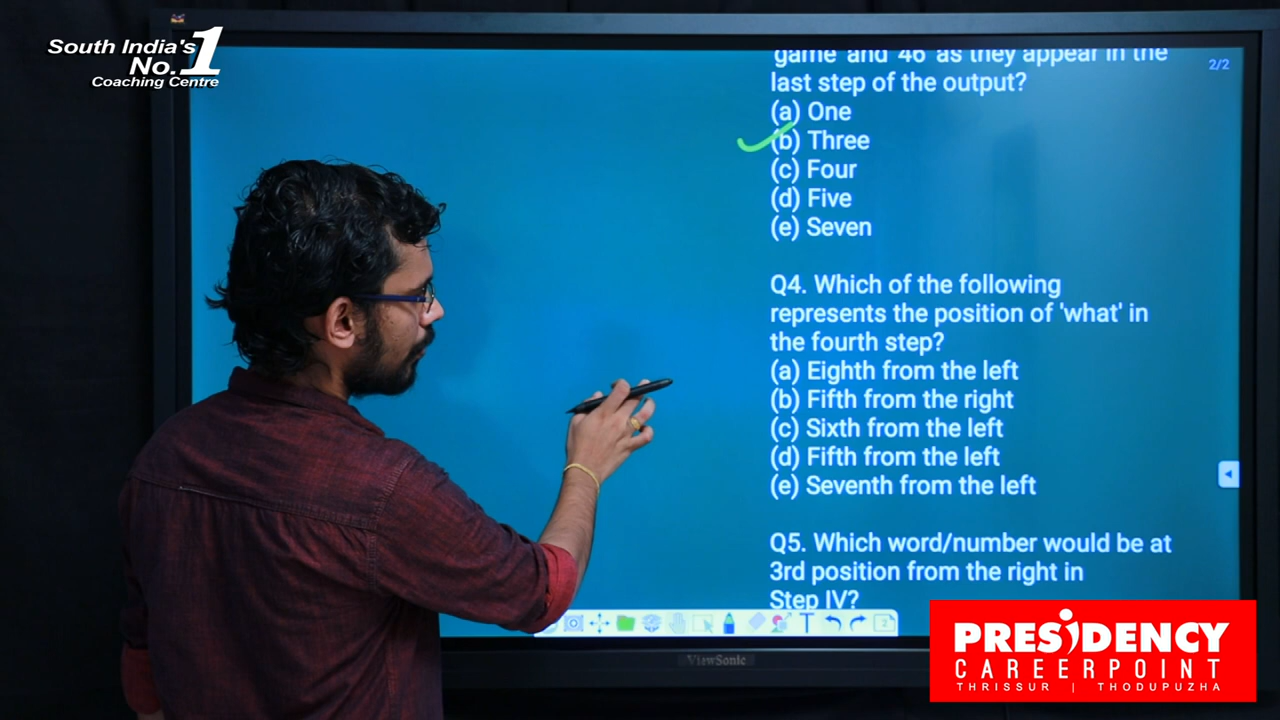 South India's
No.1
Coaching Centre
game and 46 as they appear in the
last step of the output?
(a) One
(b) Three
(c) Four
(d) Five
(e) Seven
2/2
Q4. Which of the following
represents the position of 'what' in
the fourth step?
(a) Eighth from the left
(b) Fifth from the right
(c) Sixth from the left
(d) Fifth from the left
(e) Seventh from the left
Q5. Which word/number would be at
3rd position from the right in
Step IV?
T
2
ViewSonic
PRESiDENCY
CAREERPOINT
THRISSUR | THODUPUZHA